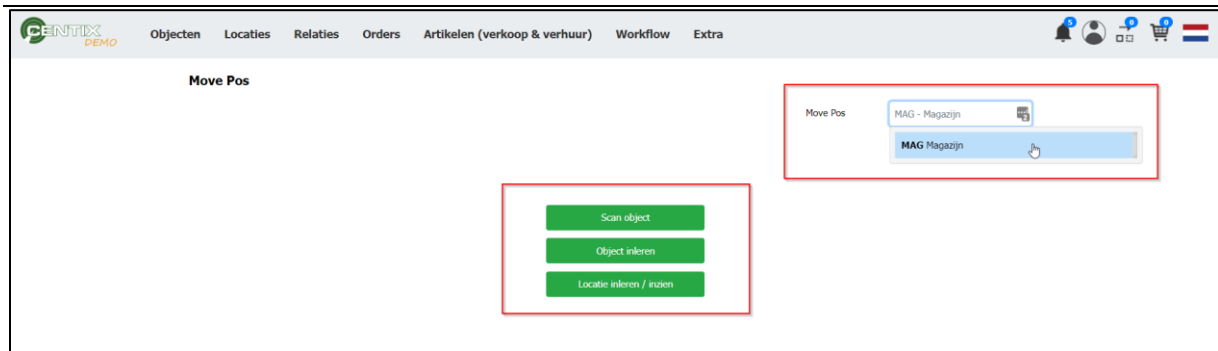 CENTIX
DEMO
Objecten Locaties Relaties Orders Artikelen (verkoop & verhuur) Workflow Extra
5
0
0
Move Pos
Move Pos
MAG - Magazijn
MAG Magazijn
Scan object
Object inleren
Locatie inleren / inzien